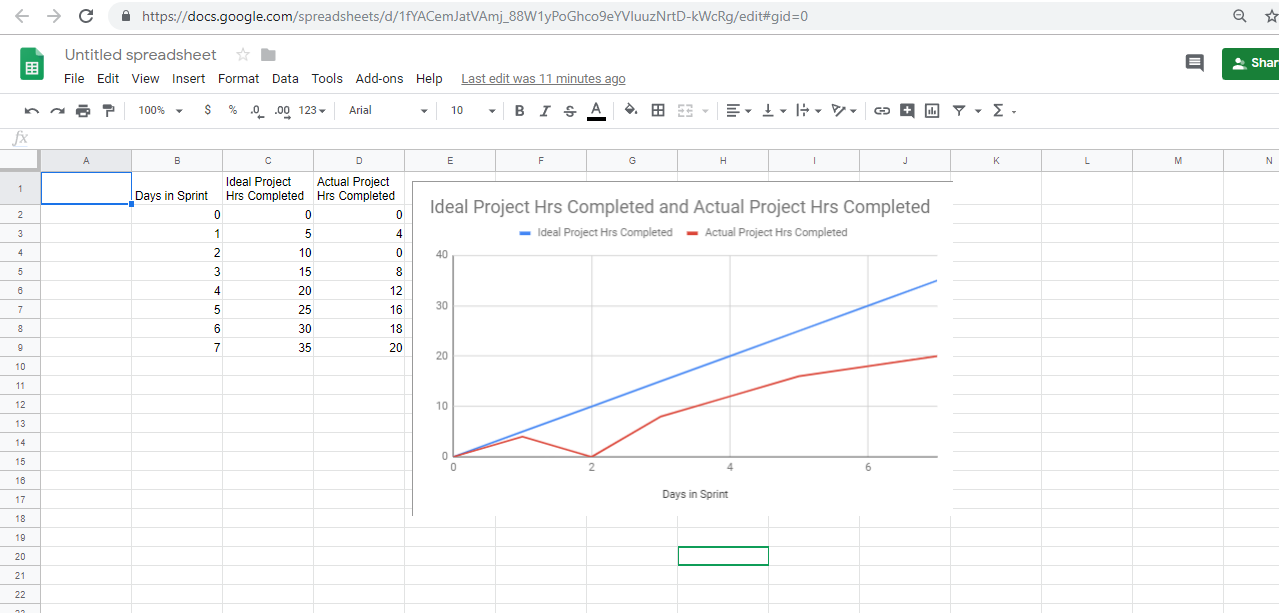 https://docs.google.com/spreadsheets/d/1fYACemJatVAmj_88W1yPoGhco9eYVIuuzNrtD-kWcRg/edit#gid=0
Untitled spreadsheet
File Edit View Insert Format Data Tools Add-ons Help Last edit was 11 minutes ago
Shar
100% $ % .0 .00 123 Arial 10 B I S A Σ
fx
A B C D E F G H I J K L M N
1 Days in Sprint Ideal Project Hrs Completed Actual Project Hrs Completed
2 0 0 0
3 1 5 4
4 2 10 0
5 3 15 8
6 4 20 12
7 5 25 16
8 6 30 18
9 7 35 20
10
11
12
13
14
15
16
17
18
19
20
21
22
Ideal Project Hrs Completed and Actual Project Hrs Completed
Ideal Project Hrs Completed Actual Project Hrs Completed
40
30
20
10
0
0 2 4 6
Days in Sprint